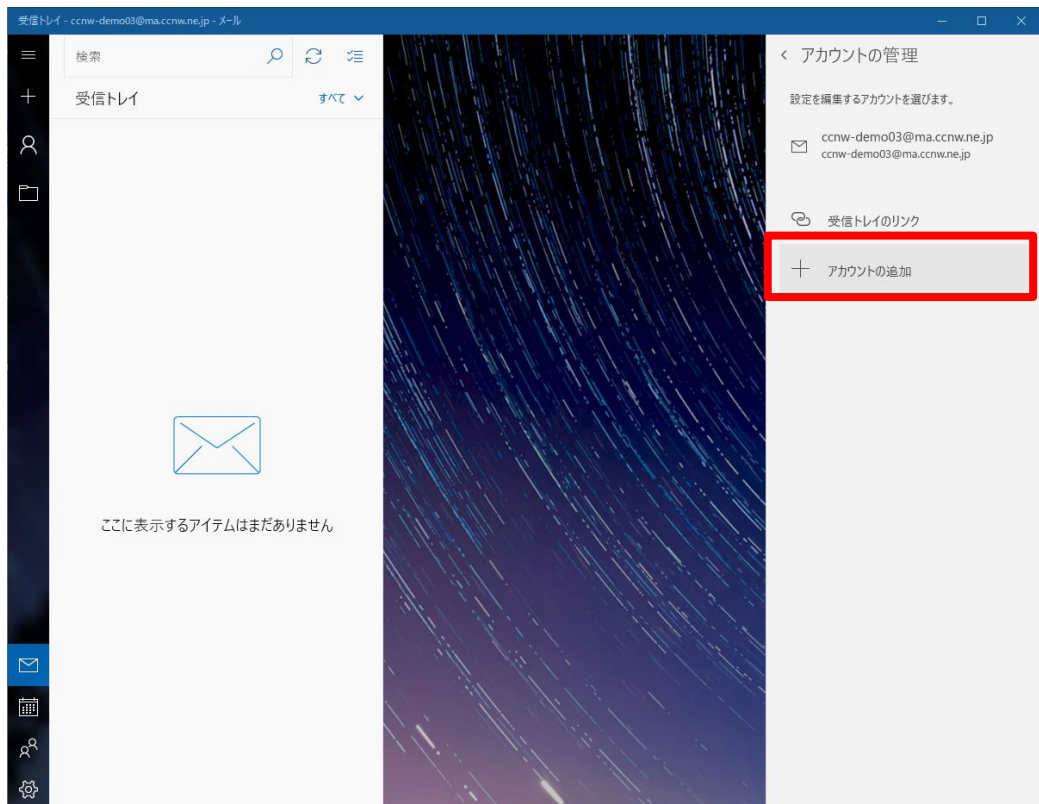 受信トレイ - ccnw-demo03@ma.ccnw.ne.jp - メール
検索
受信トレイ
すべて
ここに表示するアイテムはまだありません
アカウントの管理
設定を編集するアカウントを選びます。
ccnw-demo03@ma.ccnw.ne.jp
ccnw-demo03@ma.ccnw.ne.jp
受信トレイのリンク
アカウントの追加